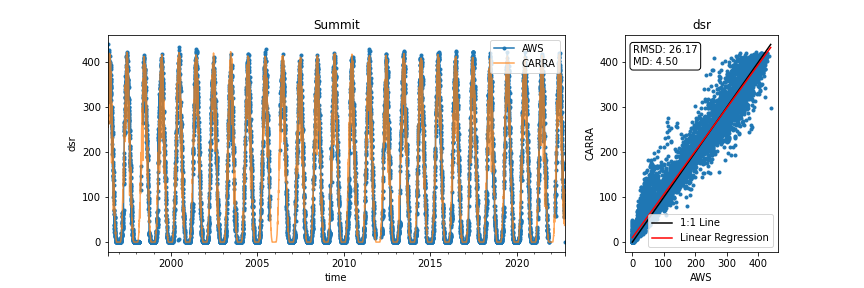 Summit
AWS
CARRA
dsr
400
300
200
100
0
2000
2005
2010
2015
2020
time
dsr
RMSD: 26.17
MD: 4.50
CARRA
400
300
200
100
0
1:1 Line
Linear Regression
0
100
200
300
400
AWS